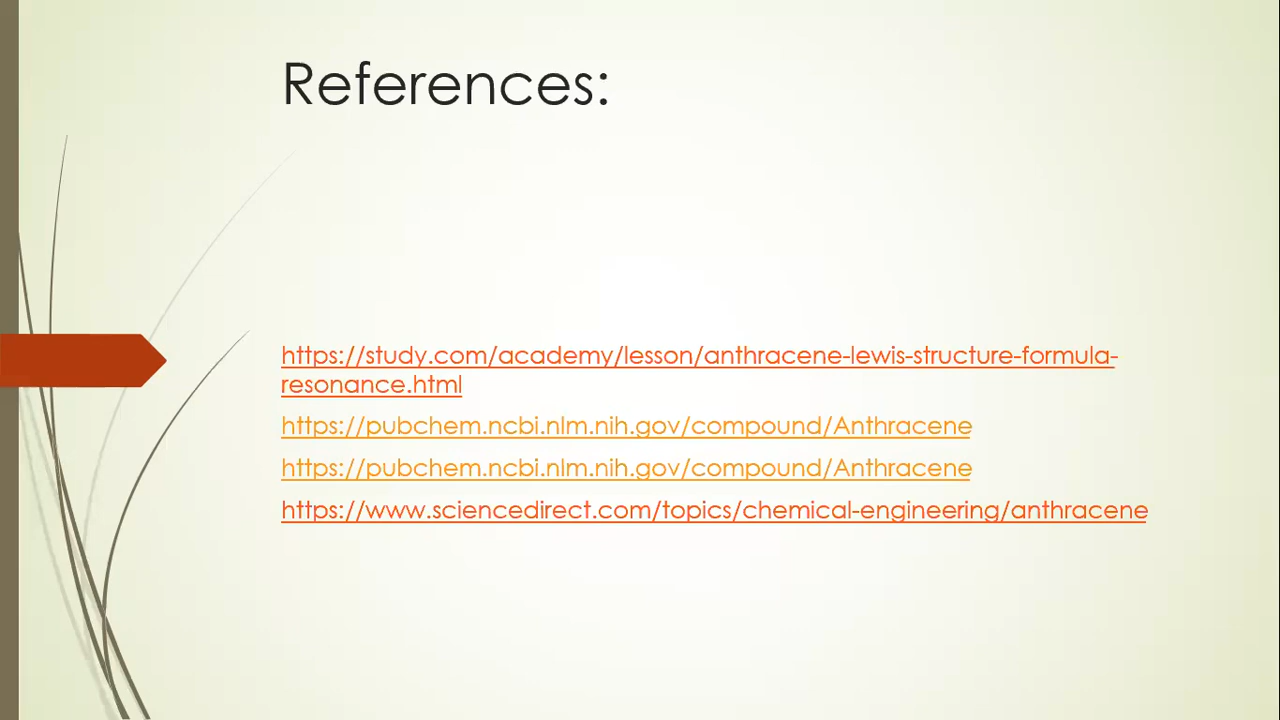 References:
https://study.com/academy/lesson/anthracene-lewis-structure-formula-
resonance.html
https://pubchem.ncbi.nlm.nih.gov/compound/Anthracene
https://pubchem.ncbi.nlm.nih.gov/compound/Anthracene
https://www.sciencedirect.com/topics/chemical-engineering/anthracene